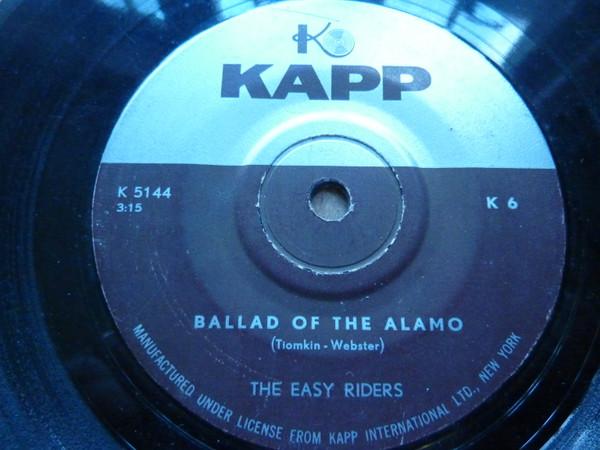 K
KAPP
K 5144
3:15
K 6
BALLAD OF THE ALAMO
(Tiomkin - Webster)
THE EASY RIDERS
MANUFACTURED UNDER LICENSE FROM KAPP INTERNATIONAL LTD., NEW YORK